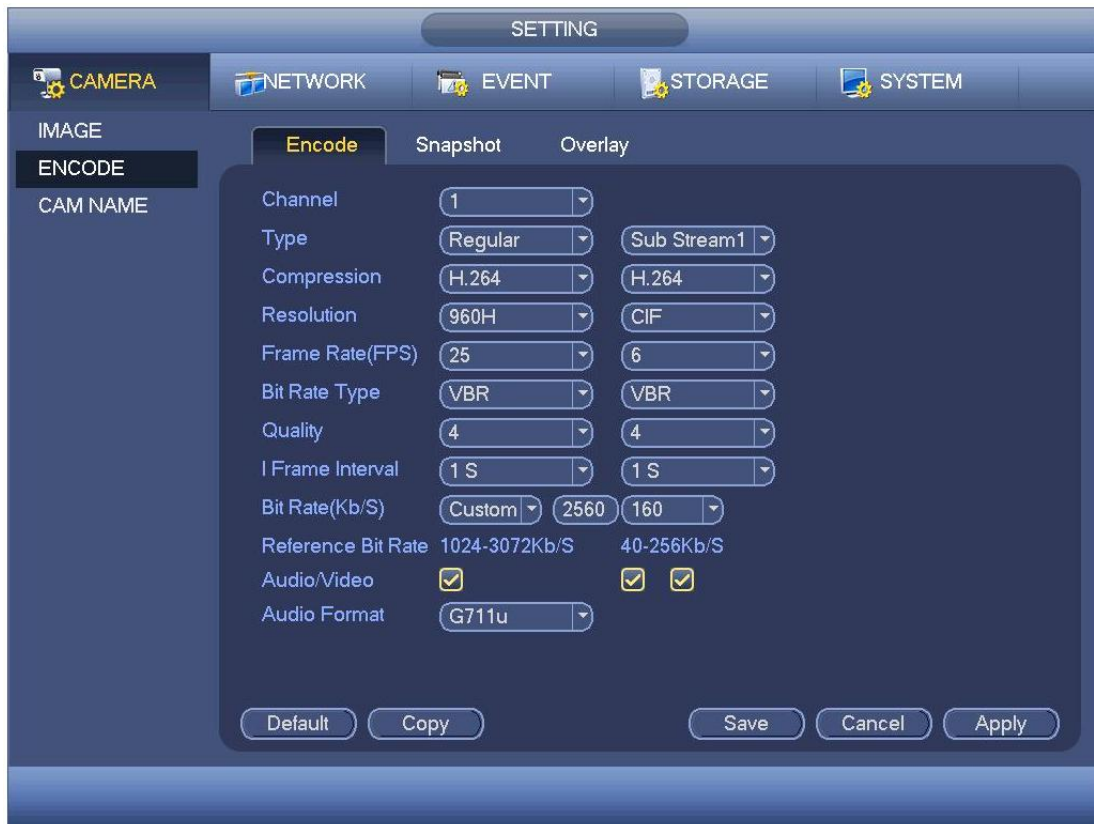 SETTING
CAMERA NETWORK EVENT STORAGE SYSTEM
IMAGE
ENCODE
CAM NAME
Encode Snapshot Overlay
Channel 1
Type Regular Sub Stream1
Compression H.264 H.264
Resolution 960H CIF
Frame Rate(FPS) 25 6
Bit Rate Type VBR VBR
Quality 4 4
I Frame Interval 1 S 1 S
Bit Rate(Kb/S) Custom 2560 160
Reference Bit Rate 1024-3072Kb/S 40-256Kb/S
Audio/Video
Audio Format G711u
Default Copy Save Cancel Apply